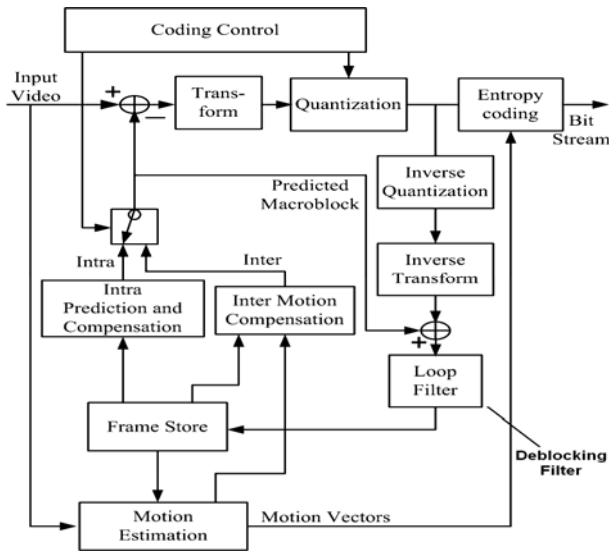 Coding Control
Input
Video
+
−
Trans-
form
Quantization
Entropy
coding
Bit
Stream
Predicted
Macroblock
Inverse
Quantization
Intra
Inter
Inverse
Transform
Intra
Prediction and
Compensation
Inter Motion
Compensation
+
Loop
Filter
Frame Store
Deblocking
Filter
Motion
Estimation
Motion Vectors